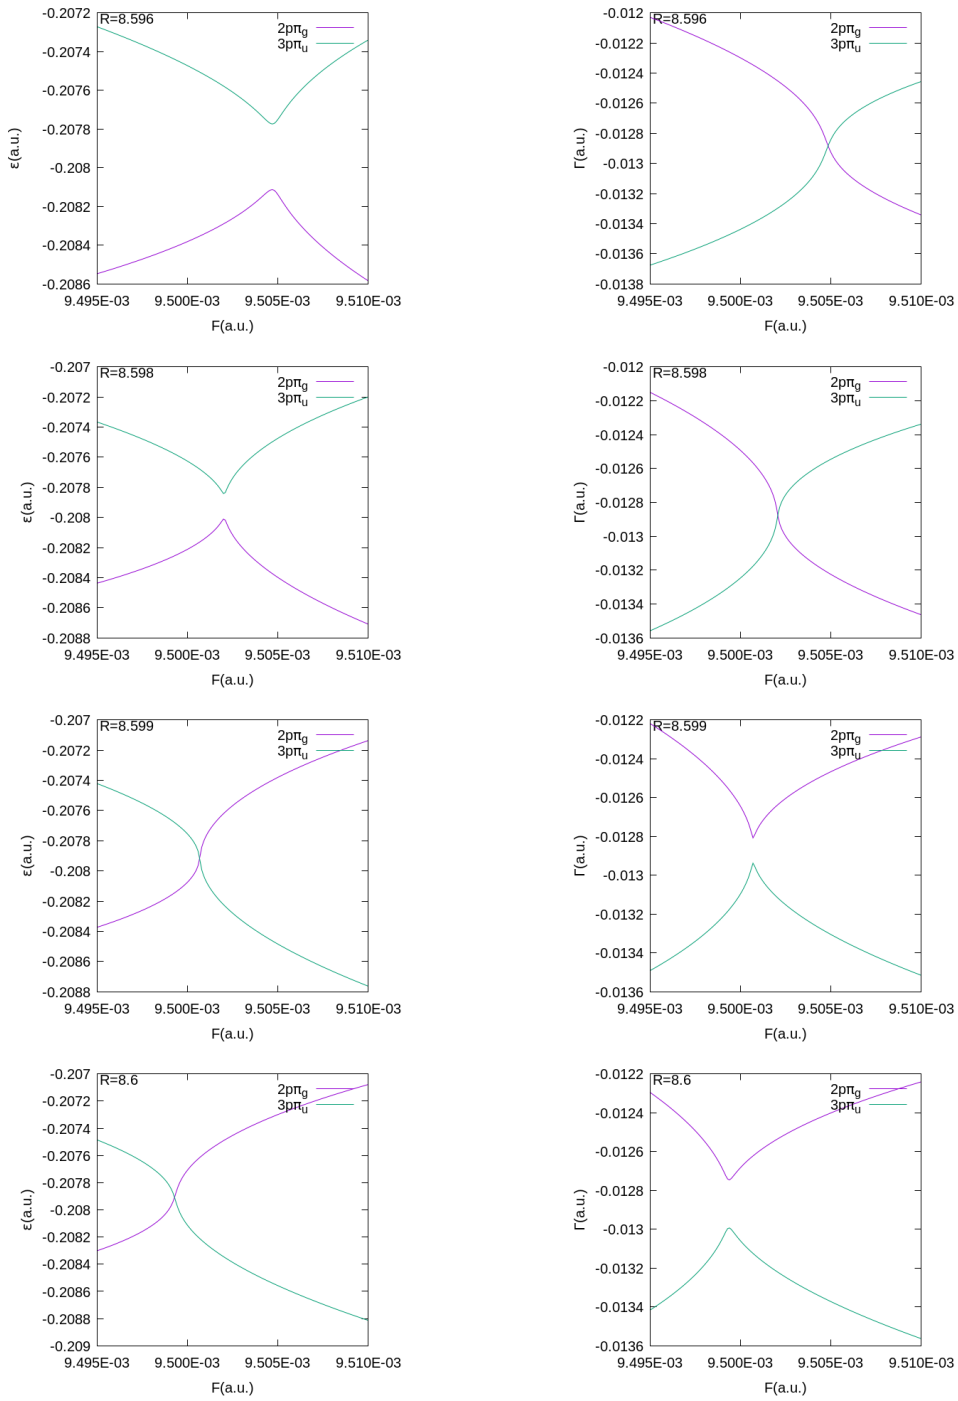 -0.2072
-0.2074
-0.2076
-0.2078
-0.208
-0.2082
-0.2084
-0.2086
ε(a.u.)
R=8.596
2pπg
3pπu
9.495E-03 9.500E-03 9.505E-03 9.510E-03
F(a.u.)
-0.012
-0.0122
-0.0124
-0.0126
-0.0128
-0.013
-0.0132
-0.0134
-0.0136
-0.0138
Γ(a.u.)
R=8.596
2pπg
3pπu
9.495E-03 9.500E-03 9.505E-03 9.510E-03
F(a.u.)
-0.207
-0.2072
-0.2074
-0.2076
-0.2078
-0.208
-0.2082
-0.2084
-0.2086
-0.2088
ε(a.u.)
R=8.598
2pπg
3pπu
9.495E-03 9.500E-03 9.505E-03 9.510E-03
F(a.u.)
-0.012
-0.0122
-0.0124
-0.0126
-0.0128
-0.013
-0.0132
-0.0134
-0.0136
Γ(a.u.)
R=8.598
2pπg
3pπu
9.495E-03 9.500E-03 9.505E-03 9.510E-03
F(a.u.)
-0.207
-0.2072
-0.2074
-0.2076
-0.2078
-0.208
-0.2082
-0.2084
-0.2086
-0.2088
ε(a.u.)
R=8.599
2pπg
3pπu
9.495E-03 9.500E-03 9.505E-03 9.510E-03
F(a.u.)
-0.0122
-0.0124
-0.0126
-0.0128
-0.013
-0.0132
-0.0134
-0.0136
Γ(a.u.)
R=8.599
2pπg
3pπu
9.495E-03 9.500E-03 9.505E-03 9.510E-03
F(a.u.)
-0.207
-0.2072
-0.2074
-0.2076
-0.2078
-0.208
-0.2082
-0.2084
-0.2086
-0.2088
-0.209
ε(a.u.)
R=8.6
2pπg
3pπu
9.495E-03 9.500E-03 9.505E-03 9.510E-03
F(a.u.)
-0.0122
-0.0124
-0.0126
-0.0128
-0.013
-0.0132
-0.0134
-0.0136
Γ(a.u.)
R=8.6
2pπg
3pπu
9.495E-03 9.500E-03 9.505E-03 9.510E-03
F(a.u.)